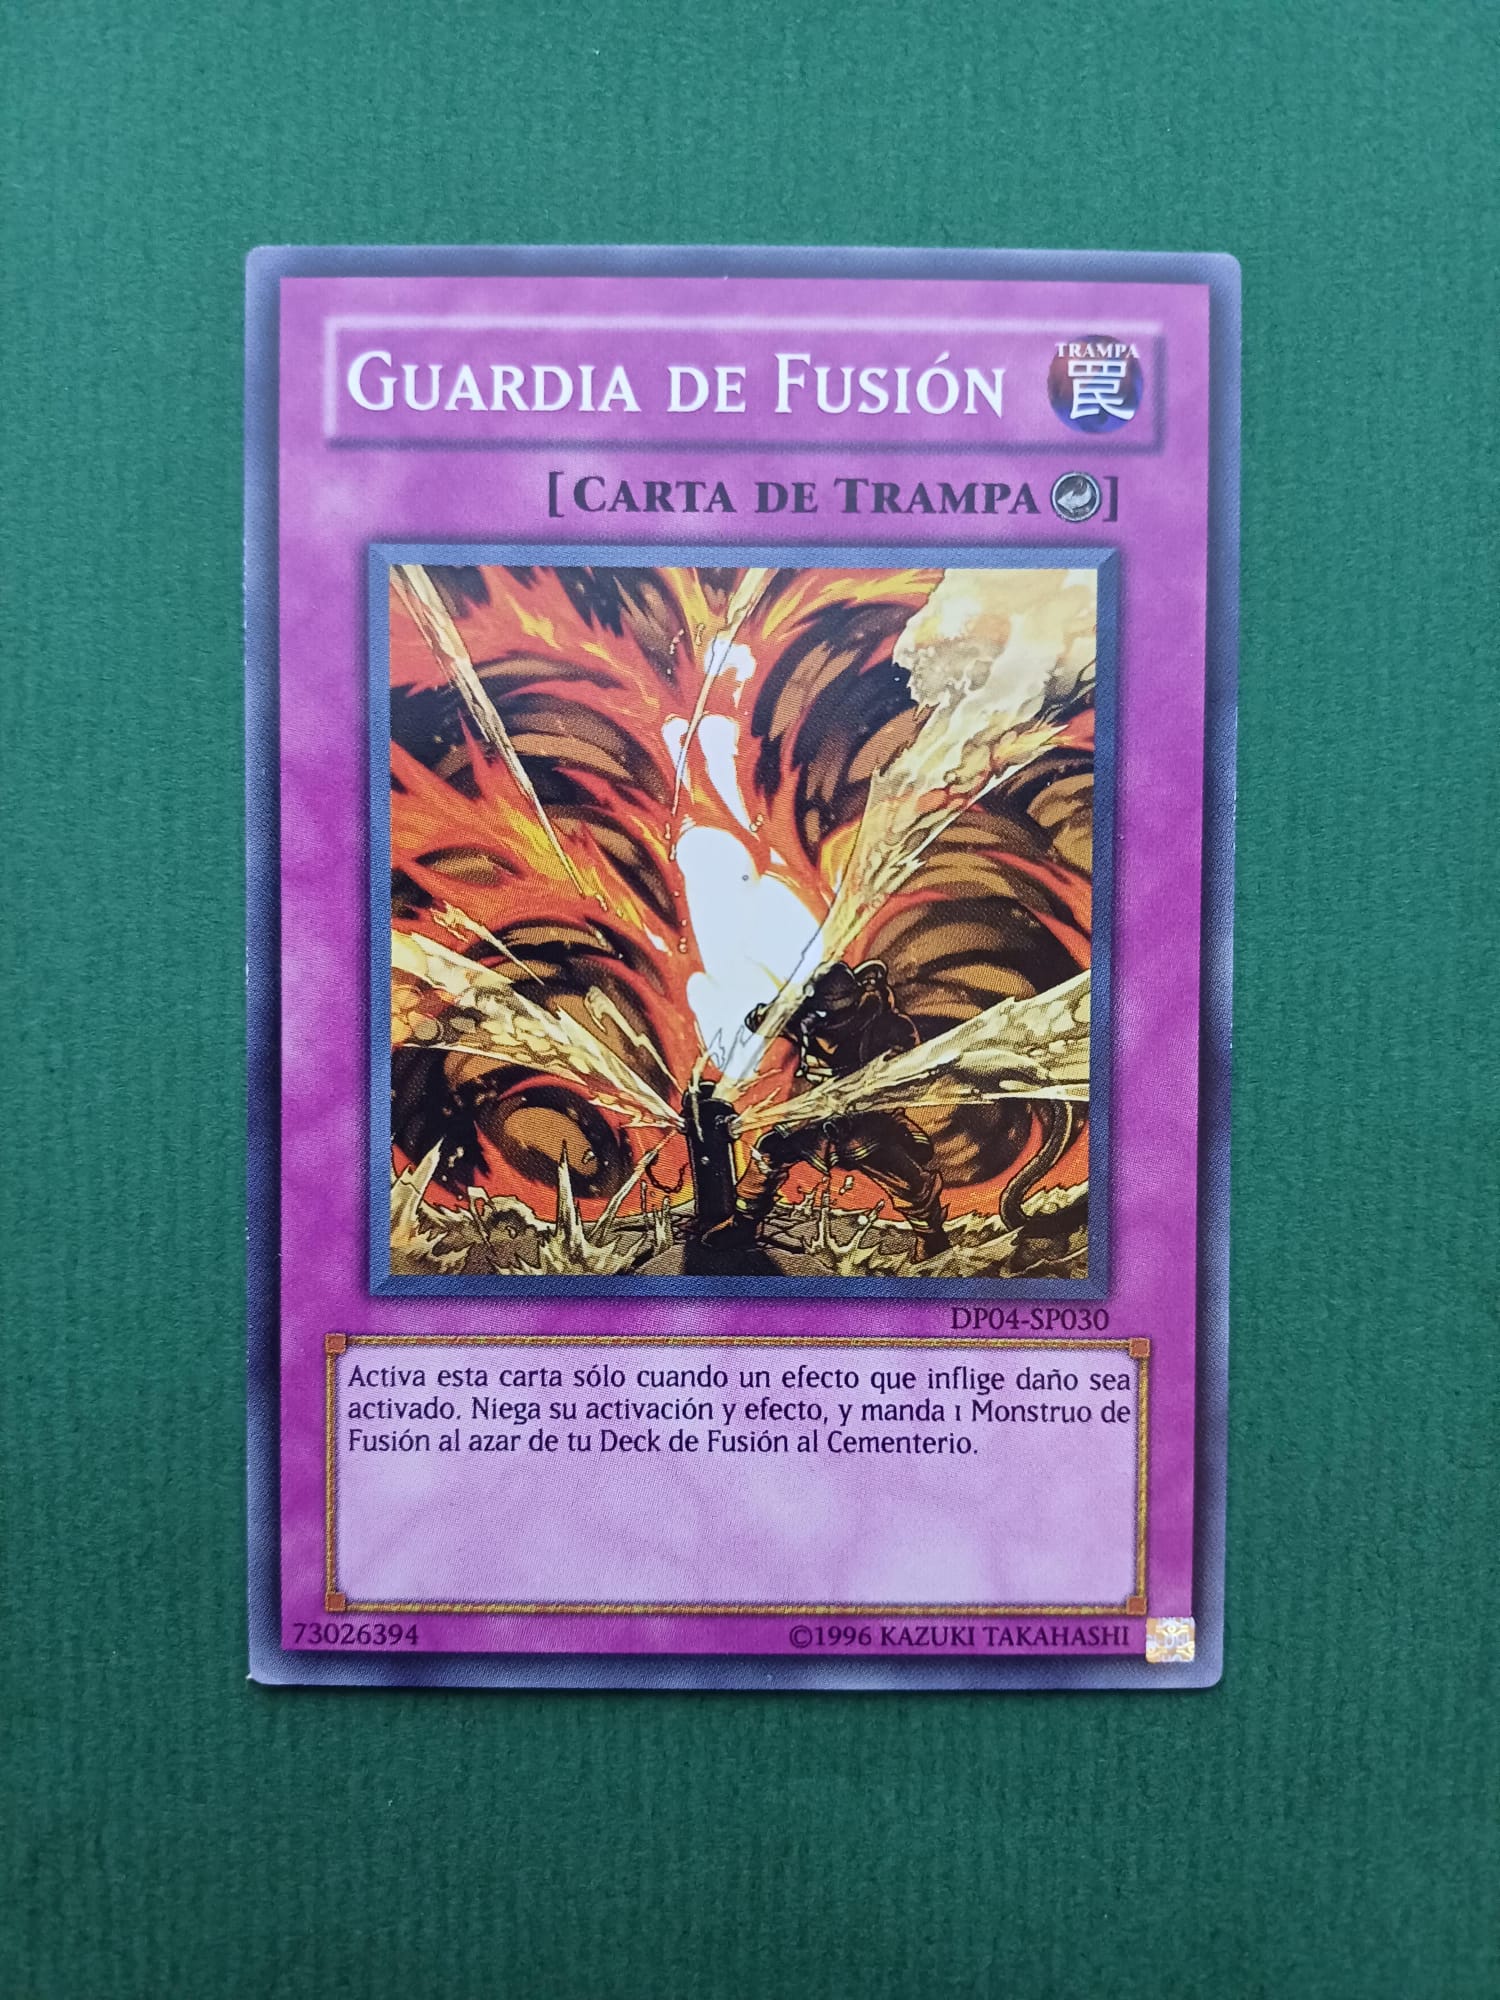 GUARDIA DE FUSIÓN
TRAMPA
罠
[CARTA DE TRAMPA]
DP04-SP030
Activa esta carta sólo cuando un efecto que inflige daño sea
activado. Niega su activación y efecto, y manda 1 Monstruo de
Fusión al azar de tu Deck de Fusión al Cementerio.
73026394
©1996 KAZUKI TAKAHASHI